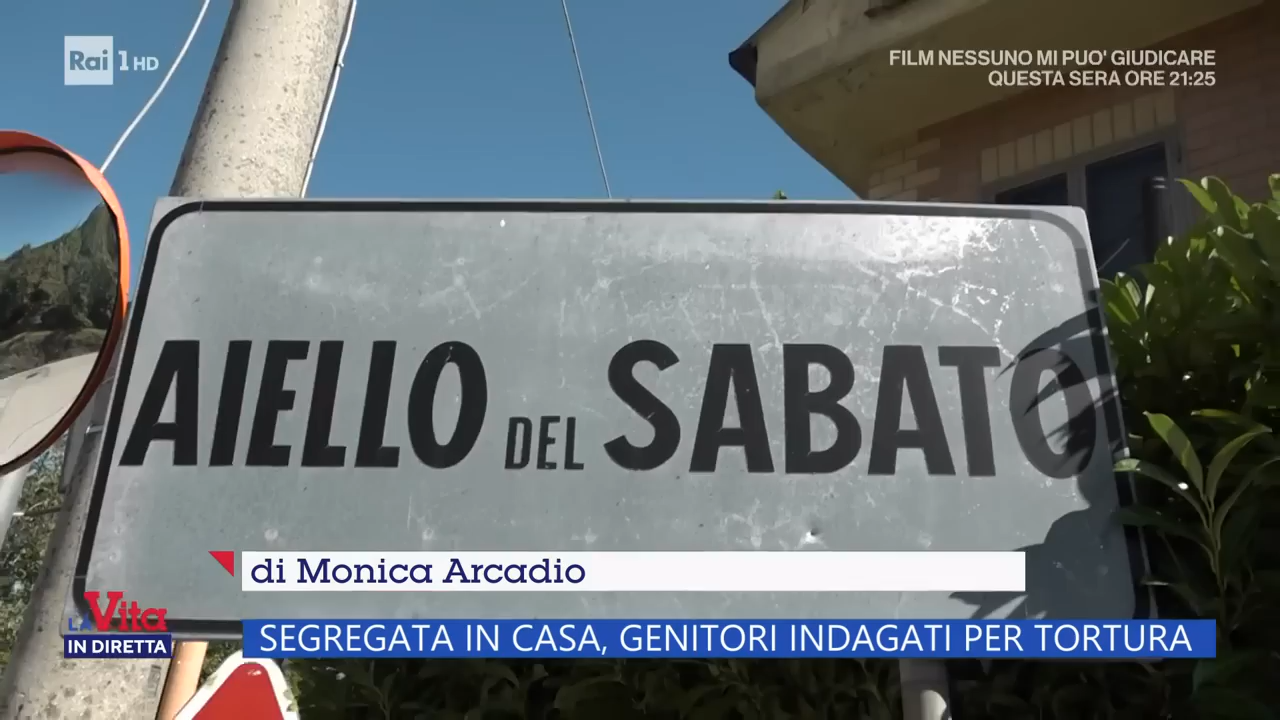 Rai 1 HD
FILM NESSUNO MI PUO' GIUDICARE
QUESTA SERA ORE 21:25
AIELLO DEL SABATO
di Monica Arcadio
LA Vita
IN DIRETTA
SEGREGATA IN CASA, GENITORI INDAGATI PER TORTURA